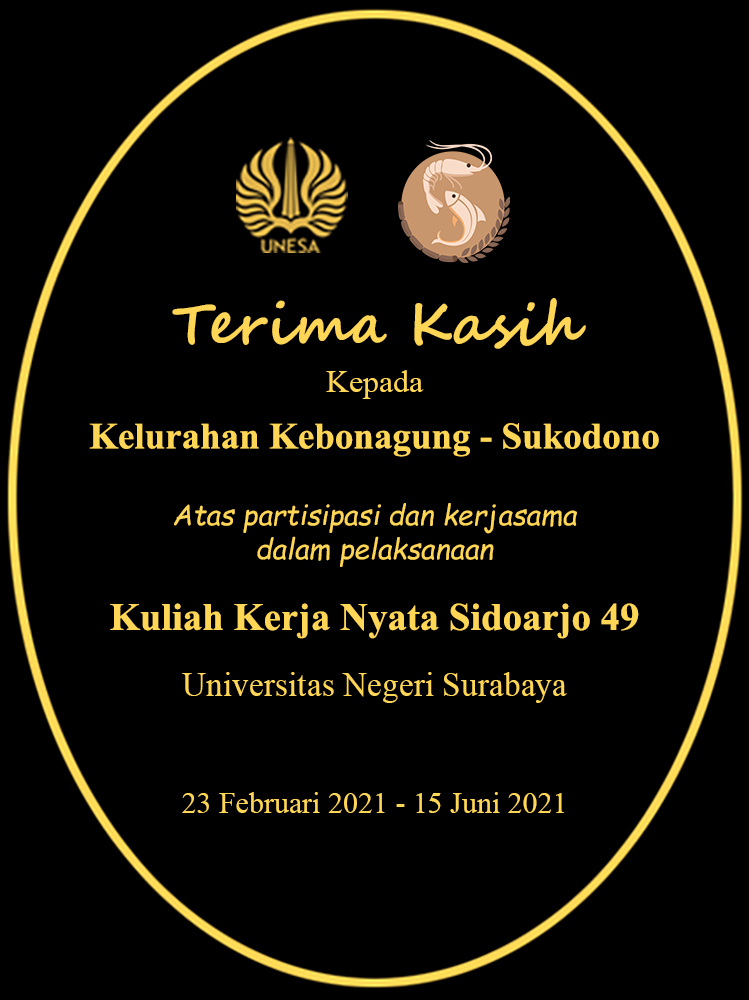 UNESA
Terima Kasih
Kepada
Kelurahan Kebonagung - Sukodono
Atas partisipasi dan kerjasama
dalam pelaksanaan
Kuliah Kerja Nyata Sidoarjo 49
Universitas Negeri Surabaya
23 Februari 2021 - 15 Juni 2021